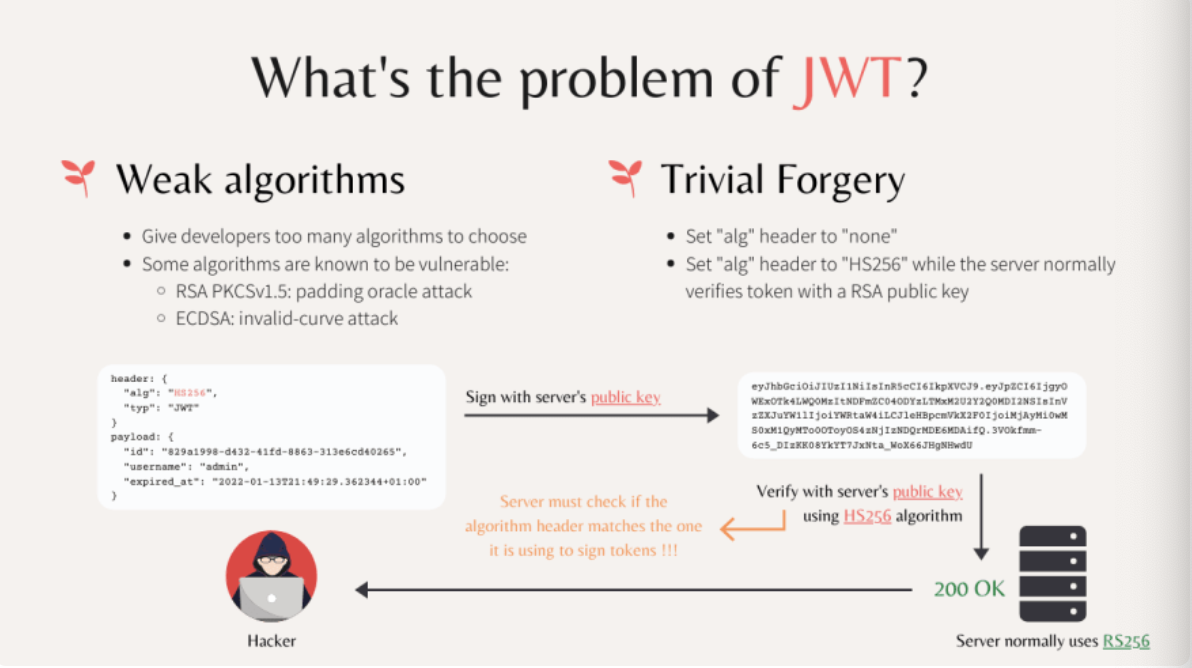 What's the problem of JWT?
Weak algorithms
Give developers too many algorithms to choose
Some algorithms are known to be vulnerable:
RSA PKCSv1.5: padding oracle attack
ECDSA: invalid-curve attack
Trivial Forgery
Set "alg" header to "none"
Set "alg" header to "HS256" while the server normally
verifies token with a RSA public key
header: {
"alg": "HS256",
"typ": "JWT"
}
payload: {
"id": "829a1998-d432-41fd-8863-313e6cd40265",
"username": "admin",
"expired_at": "2022-01-13T21:49:29.362344+01:00"
}
Sign with server's public key
Verify with server's public key
using HS256 algorithm
Server must check if the
algorithm header matches the one
it is using to sign tokens !!!
200 OK
Hacker
Server normally uses RS256